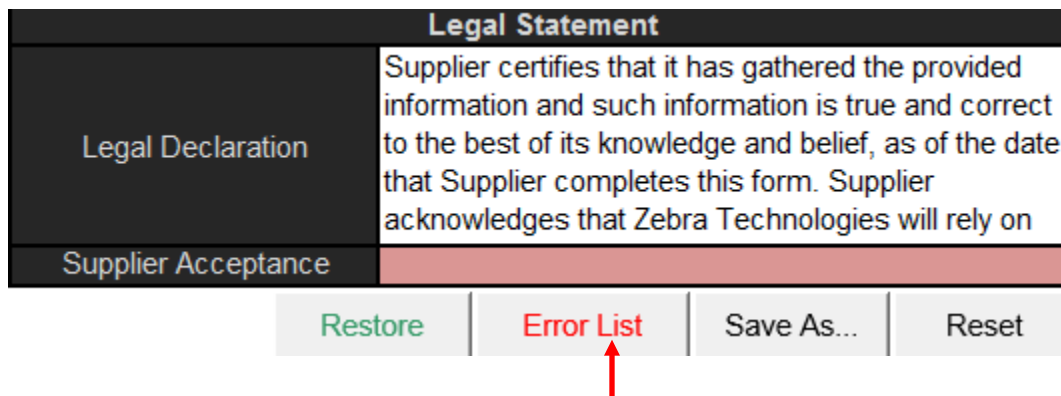 Legal Statement
Legal Declaration
Supplier certifies that it has gathered the provided
information and such information is true and correct
to the best of its knowledge and belief, as of the date
that Supplier completes this form. Supplier
acknowledges that Zebra Technologies will rely on
Supplier Acceptance
Restore Error List Save As... Reset